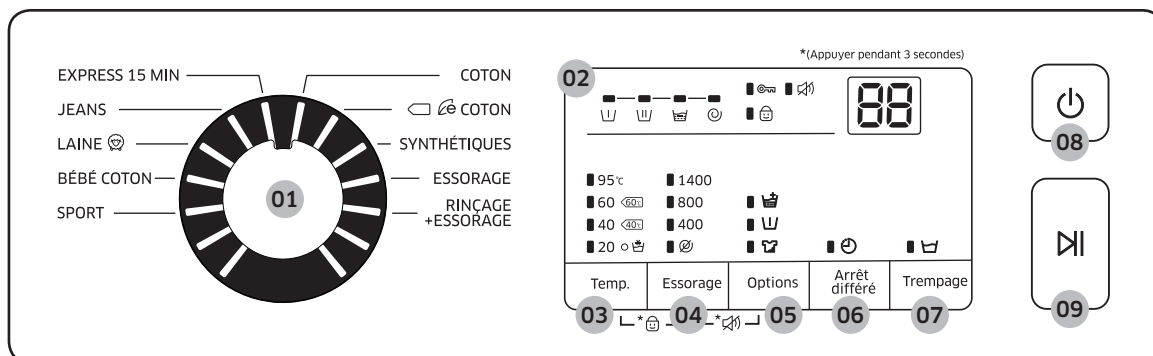 *(Appuyer pendant 3 secondes)
EXPRESS 15 MIN
JEANS
LAINE
BÉBÉ COTON
SPORT
COTON
é COTON
SYNTHÉTIQUES
ESSORAGE
RINÇAGE
+ESSORAGE
01
02
88
95℃
60 60℃
40 40℃
20
1400
800
400
Temp.
Essorage
Options
Arrêt
différé
Trempage
03
04
05
06
07
* *
08
09